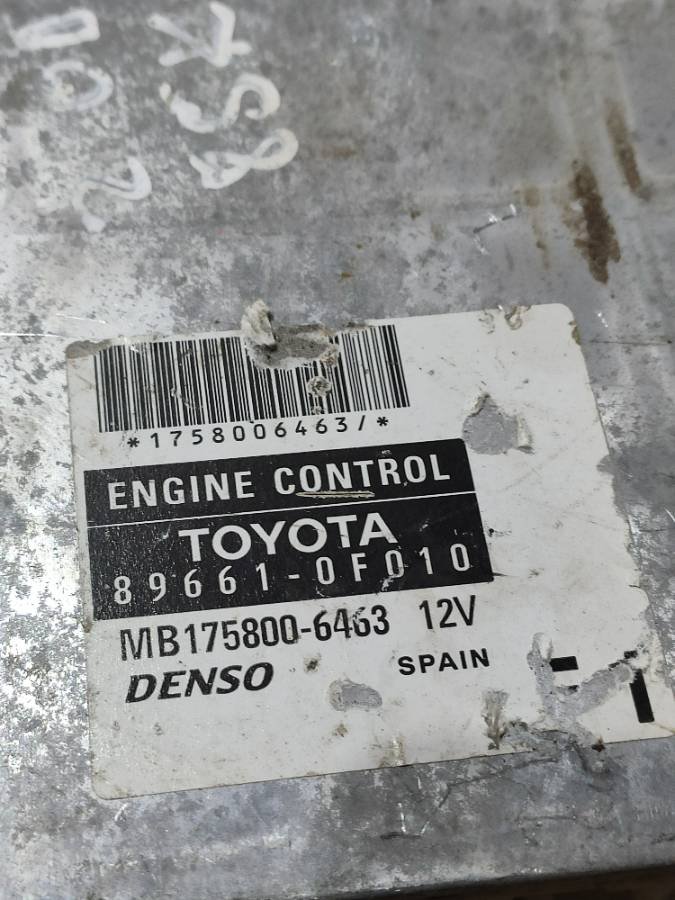 *1758006463/*
ENGINE CONTROL
TOYOTA
89661-0F010
MB175800-6463 12V
DENSO SPAIN